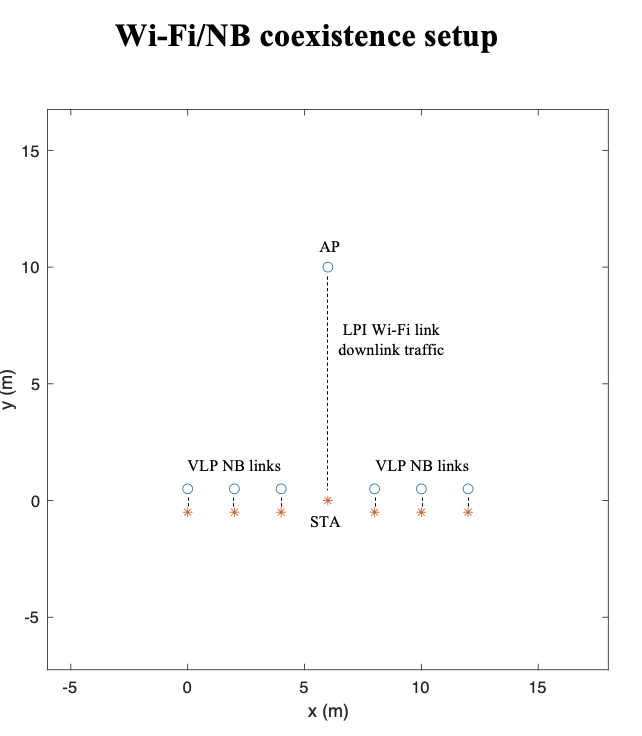 Wi-Fi/NB coexistence setup
15
AP
10
LPI Wi-Fi link
downlink traffic
y (m)
5
VLP NB links VLP NB links
0
STA
-5
-5 0 5 10 15
x (m)